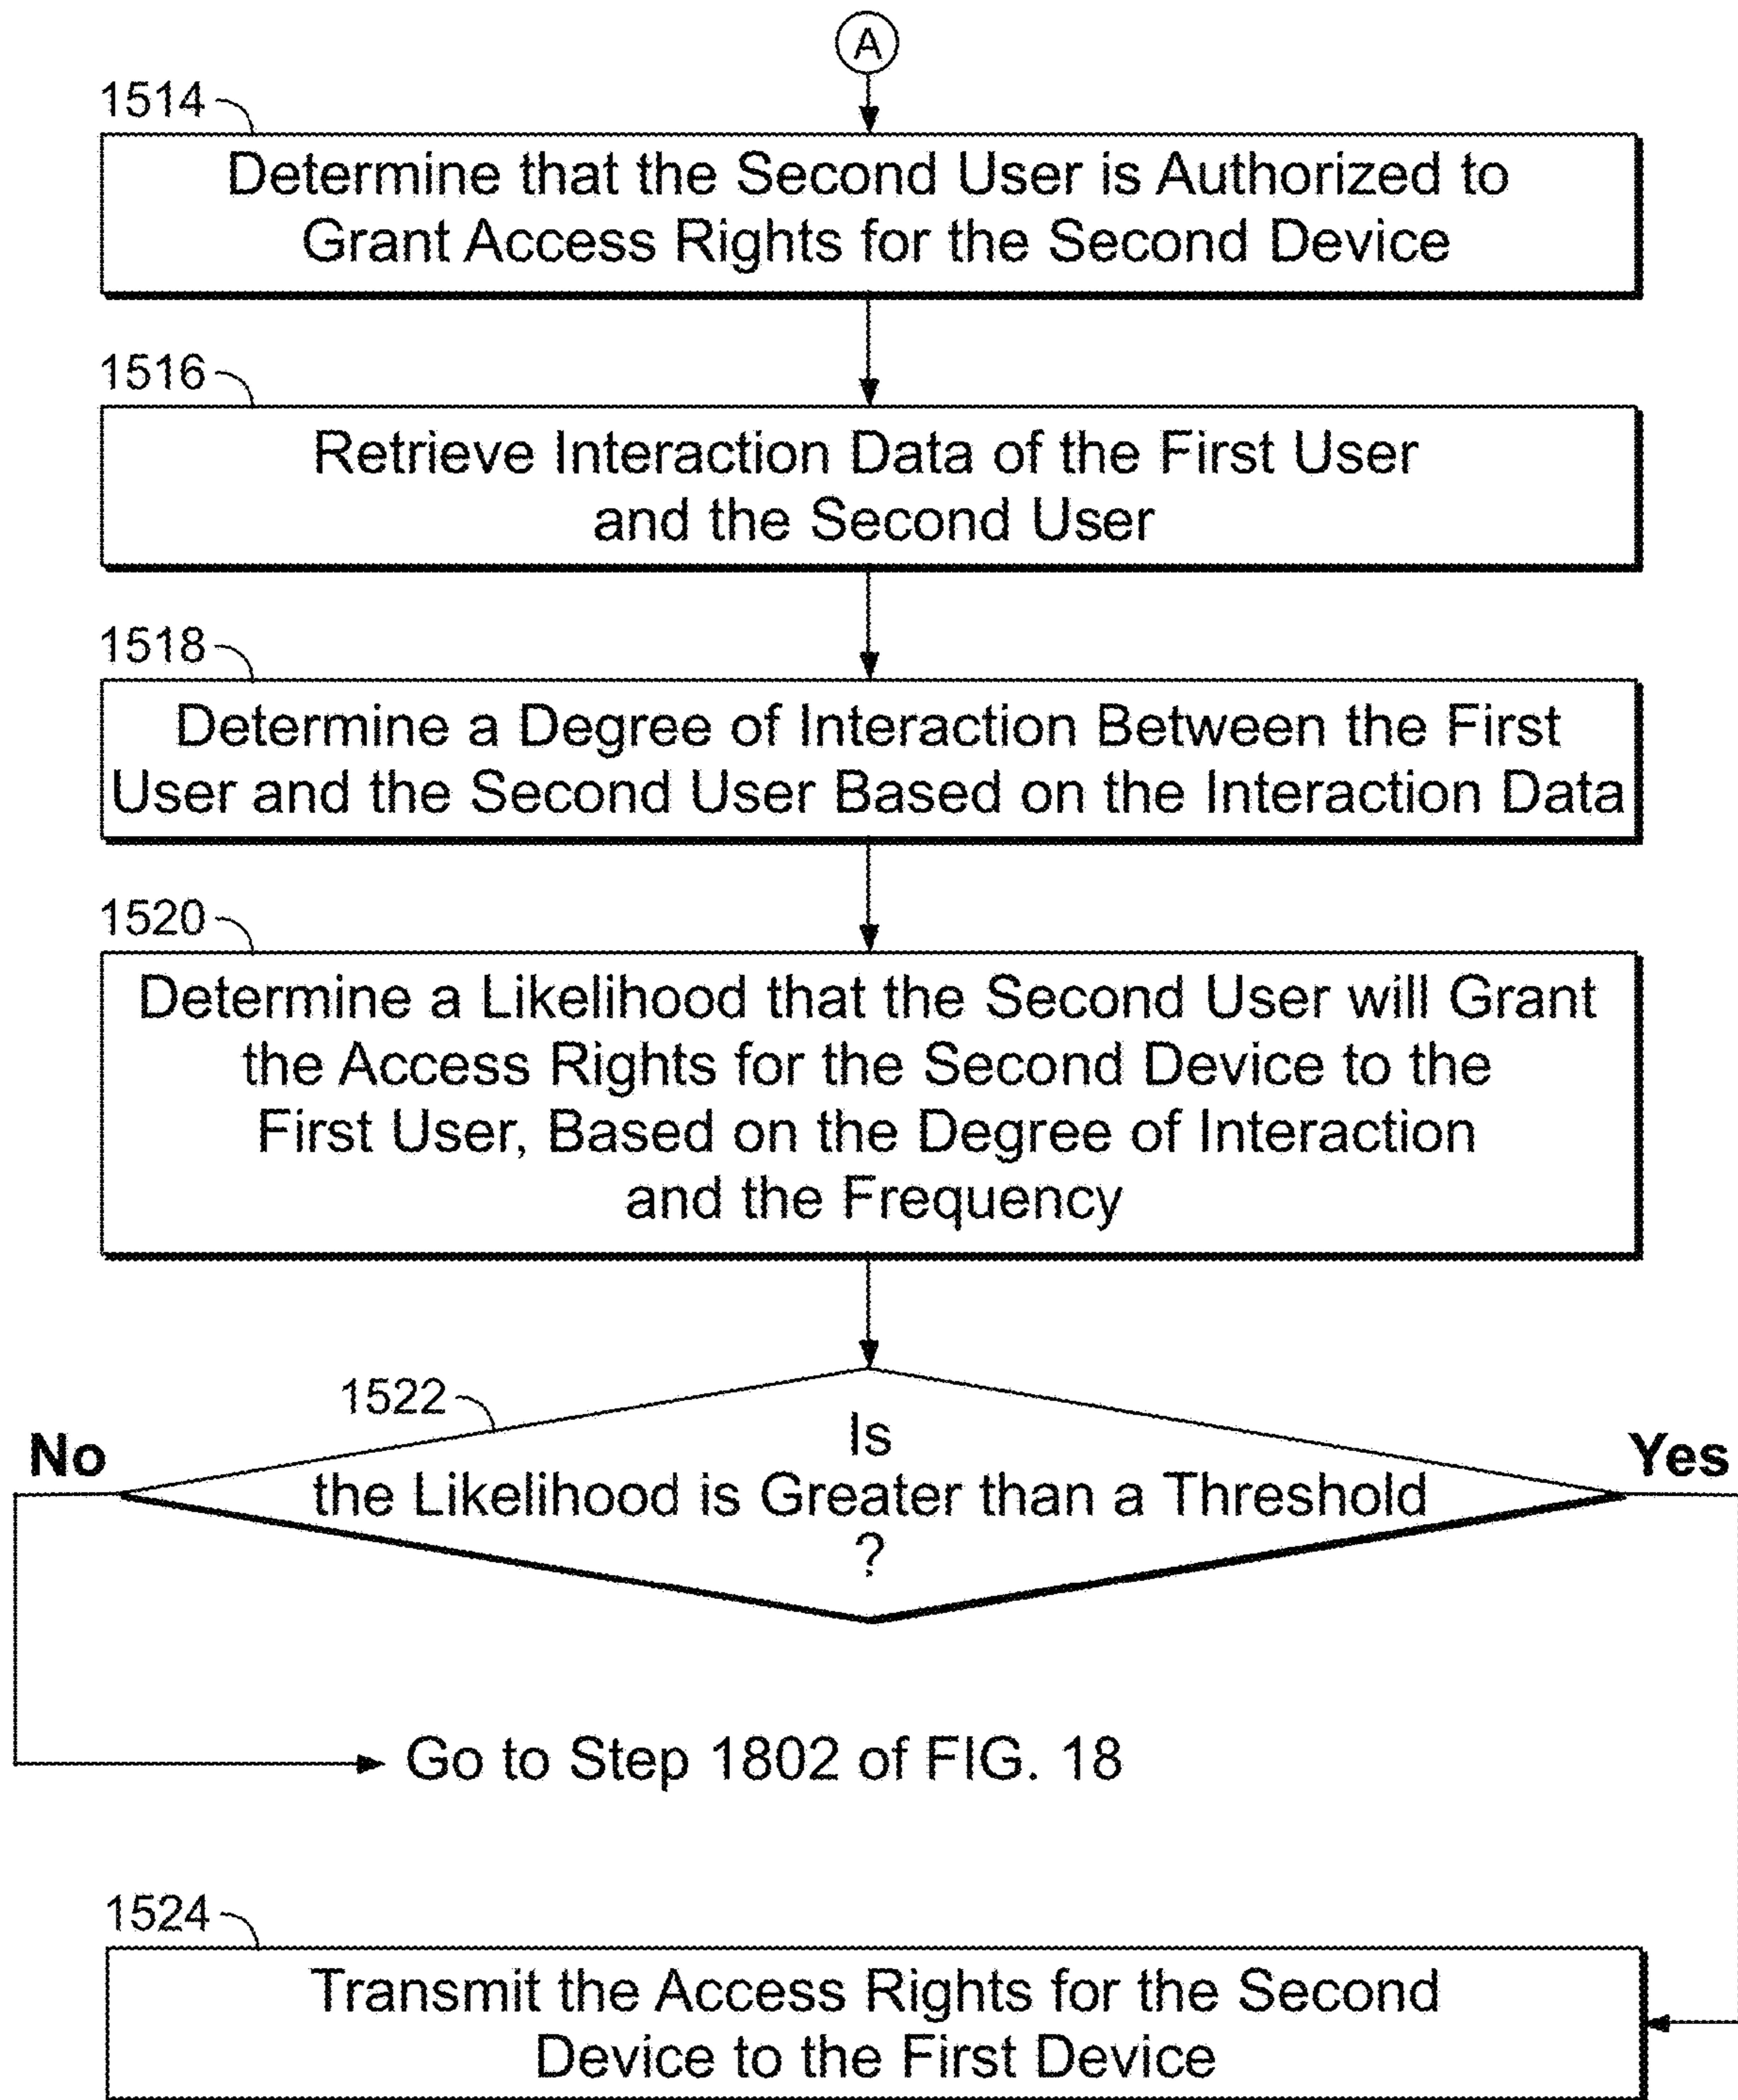 A
1514
Determine that the Second User is Authorized to
Grant Access Rights for the Second Device
1516
Retrieve Interaction Data of the First User
and the Second User
1518
Determine a Degree of Interaction Between the First
User and the Second User Based on the Interaction Data
1520
Determine a Likelihood that the Second User will Grant
the Access Rights for the Second Device to the
First User, Based on the Degree of Interaction
and the Frequency
1522
No
Is
the Likelihood is Greater than a Threshold
?
Yes
Go to Step 1802 of FIG. 18
1524
Transmit the Access Rights for the Second
Device to the First Device